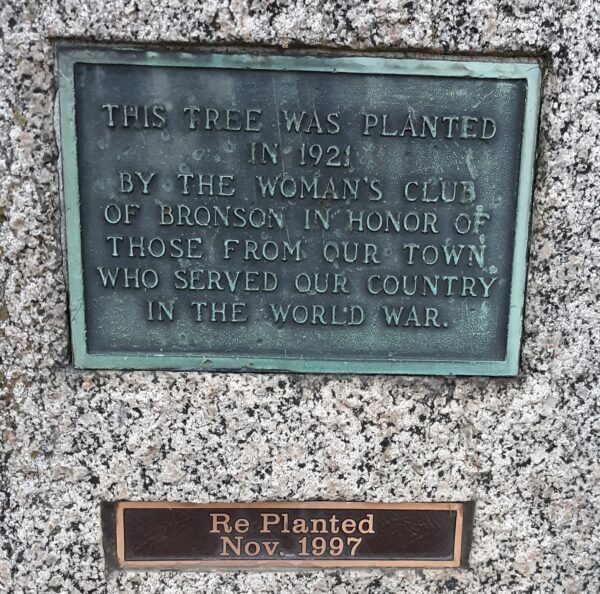 THIS TREE WAS PLANTED
IN 1921
BY THE WOMAN'S CLUB
OF BRONSON IN HONOR OF
THOSE FROM OUR TOWN
WHO SERVED OUR COUNTRY
IN THE WORLD WAR.
Re Planted
Nov. 1997